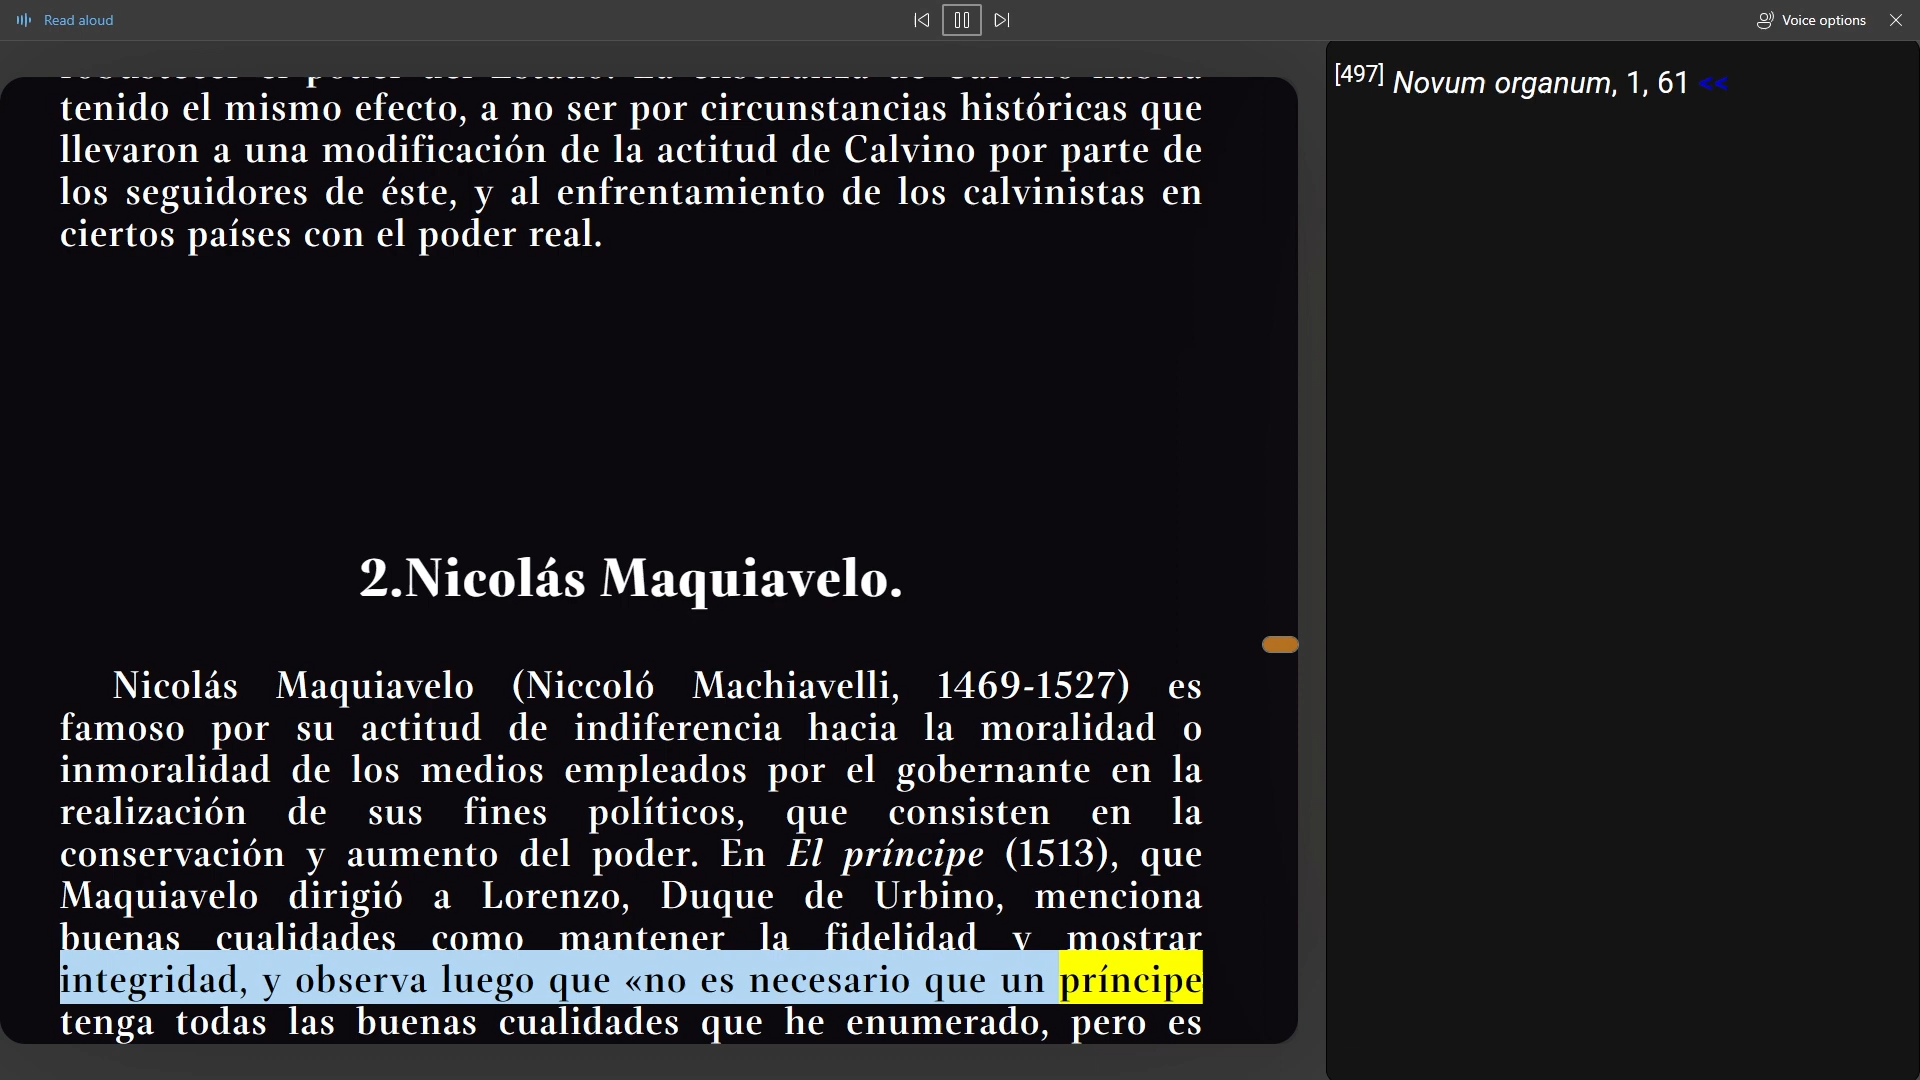 Read aloud
Voice options
tenido el mismo efecto, a no ser por circunstancias históricas que
llevaron a una modificación de la actitud de Calvino por parte de
los seguidores de éste, y al enfrentamiento de los calvinistas en
ciertos países con el poder real.
2.Nicolás Maquiavelo.
Nicolás Maquiavelo (Niccoló Machiavelli, 1469-1527) es
famoso por su actitud de indiferencia hacia la moralidad o
inmoralidad de los medios empleados por el gobernante en la
realización de sus fines políticos, que consisten en la
conservación y aumento del poder. En El príncipe (1513), que
Maquiavelo dirigió a Lorenzo, Duque de Urbino, menciona
buenas cualidades como mantener la fidelidad y mostrar
integridad, y observa luego que «no es necesario que un príncipe
tenga todas las buenas cualidades que he enumerado, pero es
[497] Novum organum, 1, 61 <<